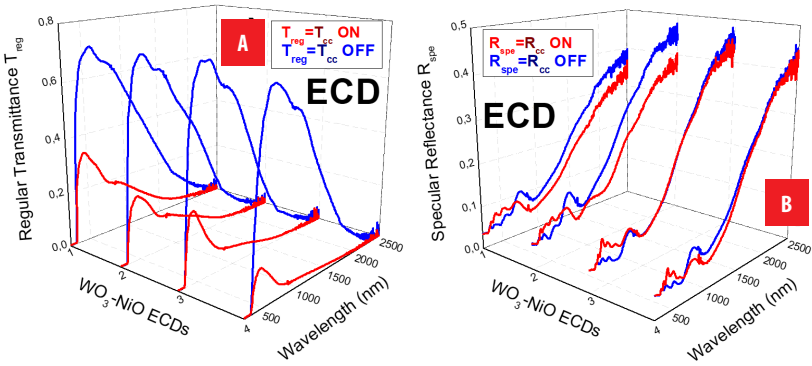 0,8
0,6
0,4
0,2
0,0
Regular Transmittance T_reg
A
T_reg=T_cc ON
T_reg=T_cc OFF
ECD
1
2
3
4
WO_3-NiO ECDs
500
1000
1500
2000
2500
Wavelength (nm)
0,5
0,4
0,3
0,2
0,1
0,0
Specular Reflectance R_spe
R_spe=R_cc ON
R_spe=R_cc OFF
ECD
B
1
2
3
4
WO_3-NiO ECDs
500
1000
1500
2000
2500
Wavelength (nm)